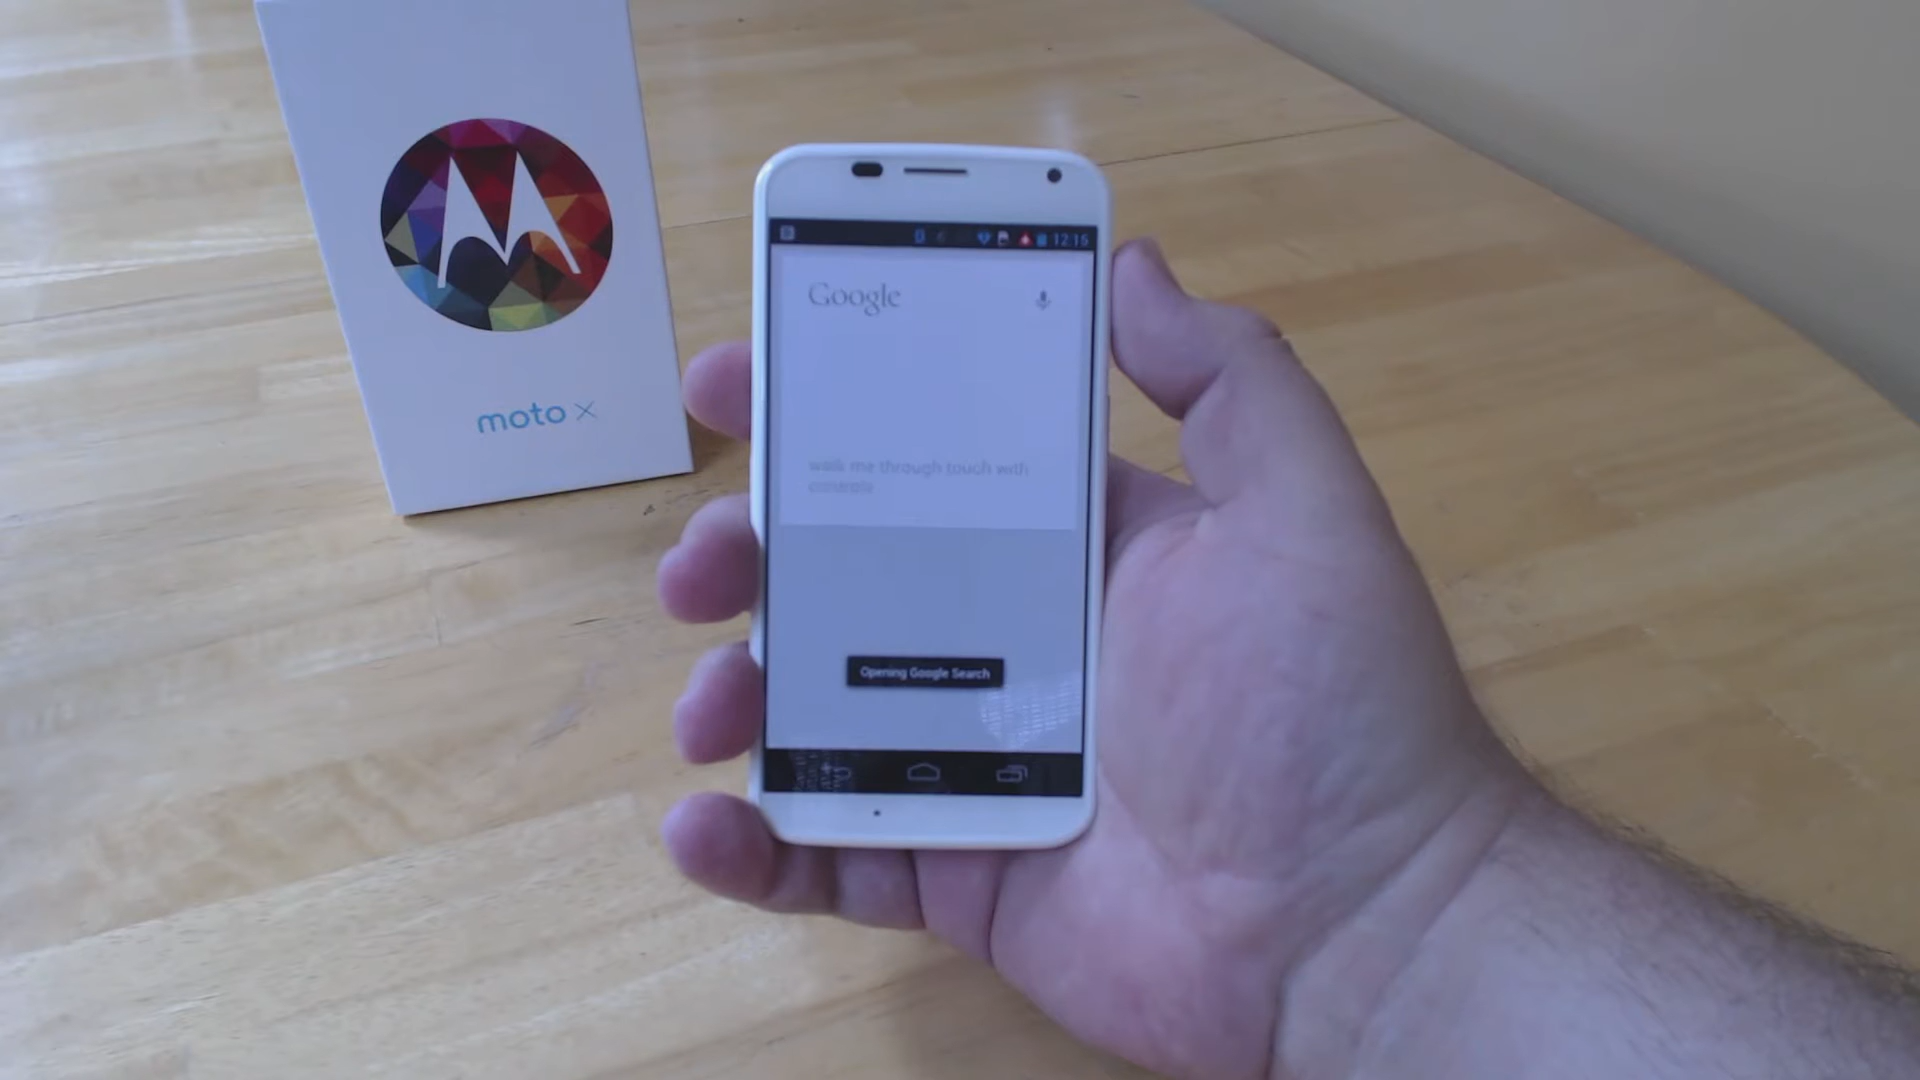 moto x
12:15
Google
walk me through touch with
Opening Google Search